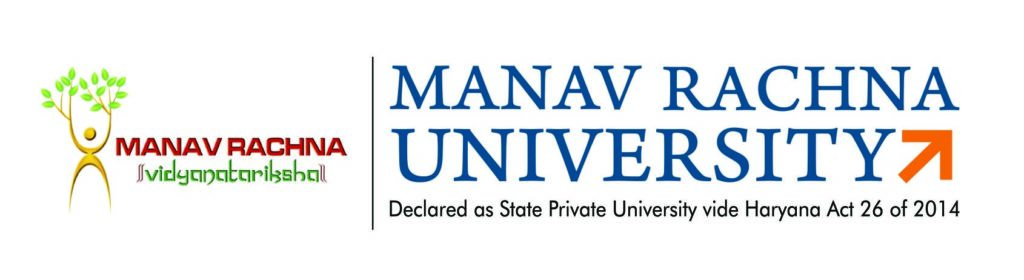 MANAV RACHNA
vidyanatariksha
MANAV RACHNA
UNIVERSITY
Declared as State Private University vide Haryana Act 26 of 2014